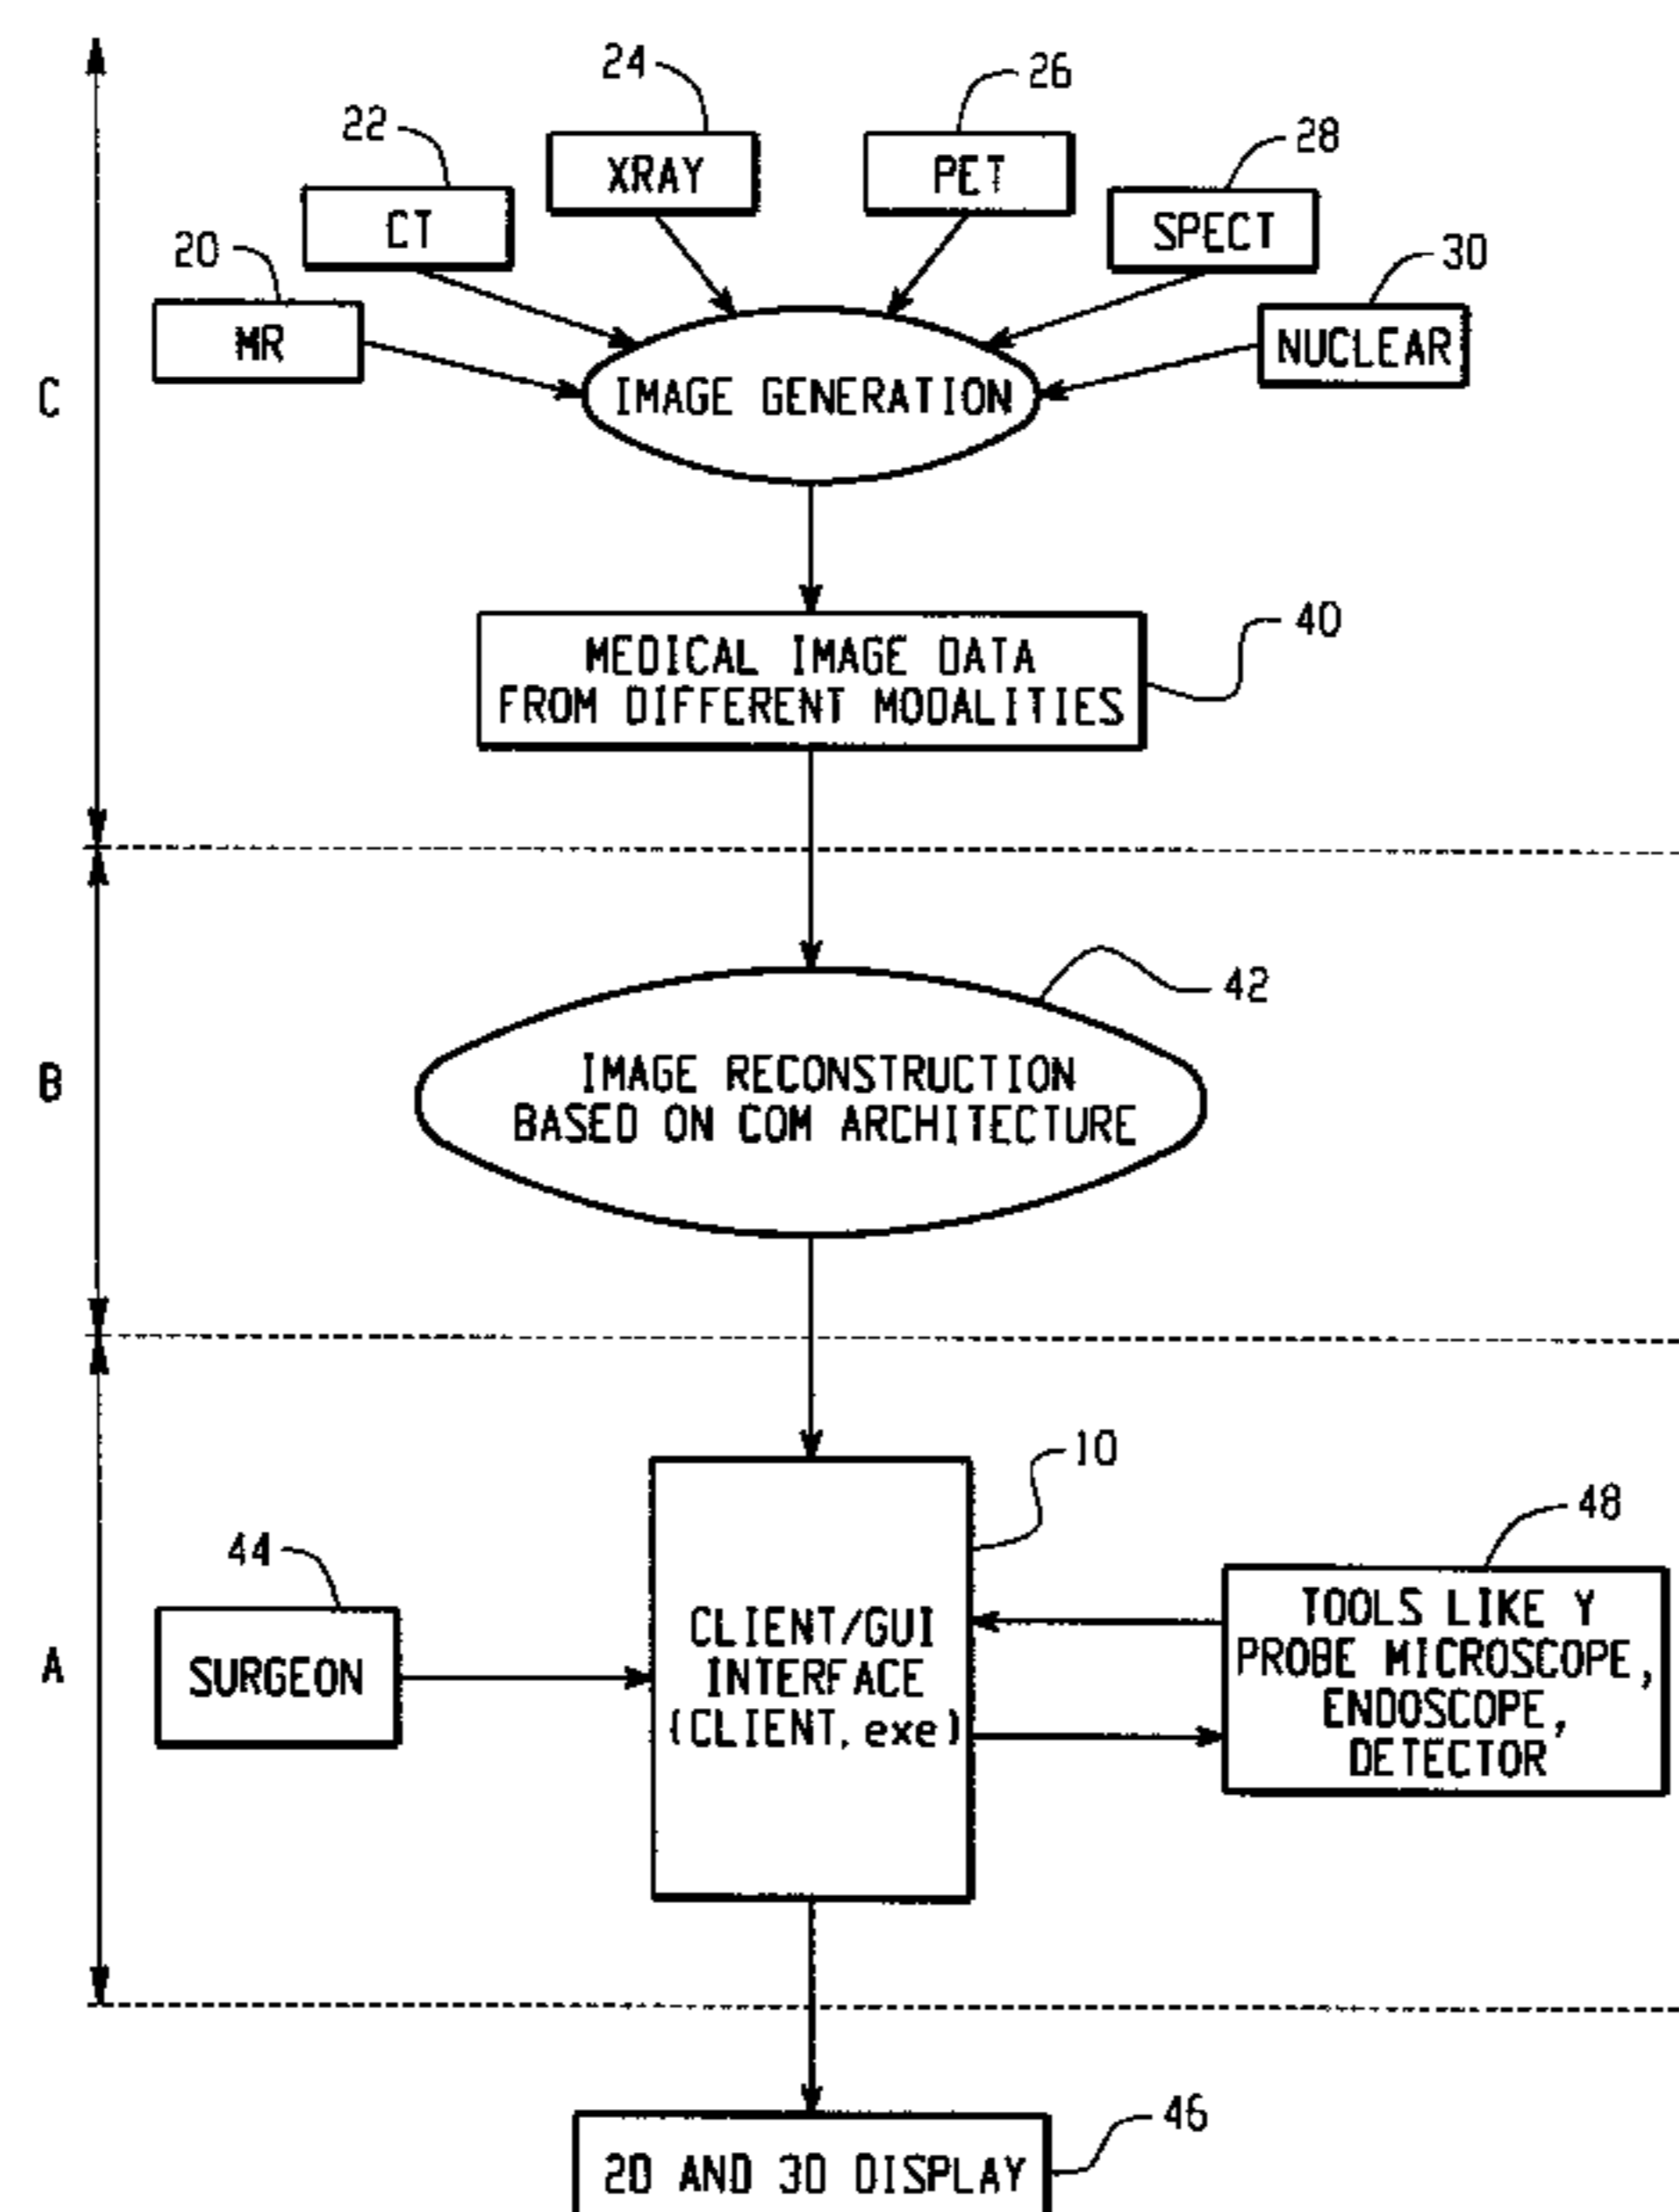 24
26
22
XRAY
PET
28
CT
SPECT
20
30
MR
NUCLEAR
C
IMAGE GENERATION
40
MEDICAL IMAGE DATA
FROM DIFFERENT MODALITIES
42
B
IMAGE RECONSTRUCTION
BASED ON COM ARCHITECTURE
10
48
44
A
SURGEON
CLIENT/GUI
INTERFACE
(CLIENT.exe)
TOOLS LIKE Y
PROBE MICROSCOPE,
ENDOSCOPE,
DETECTOR
46
2D AND 3D DISPLAY